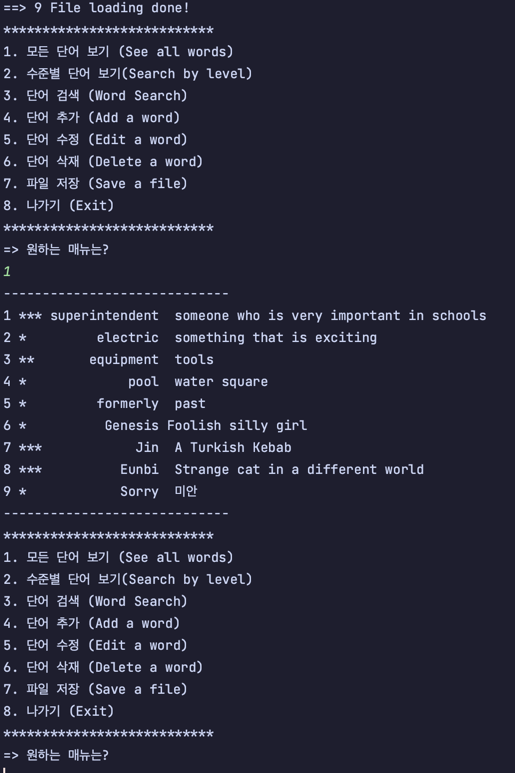 ==> 9 File loading done!
***************************
1. 모든 단어 보기 (See all words)
2. 수준별 단어 보기(Search by level)
3. 단어 검색 (Word Search)
4. 단어 추가 (Add a word)
5. 단어 수정 (Edit a word)
6. 단어 삭재 (Delete a word)
7. 파일 저장 (Save a file)
8. 나가기 (Exit)
***************************
=> 원하는 매뉴는?
1
-----------------------------
1 *** superintendent  someone who is very important in schools
2 *         electric  something that is exciting
3 **       equipment  tools
4 *             pool  water square
5 *         formerly  past
6 *          Genesis Foolish silly girl
7 ***            Jin  A Turkish Kebab
8 ***          Eunbi  Strange cat in a different world
9 *            Sorry  미안
-----------------------------
***************************
1. 모든 단어 보기 (See all words)
2. 수준별 단어 보기(Search by level)
3. 단어 검색 (Word Search)
4. 단어 추가 (Add a word)
5. 단어 수정 (Edit a word)
6. 단어 삭재 (Delete a word)
7. 파일 저장 (Save a file)
8. 나가기 (Exit)
***************************
=> 원하는 매뉴는?